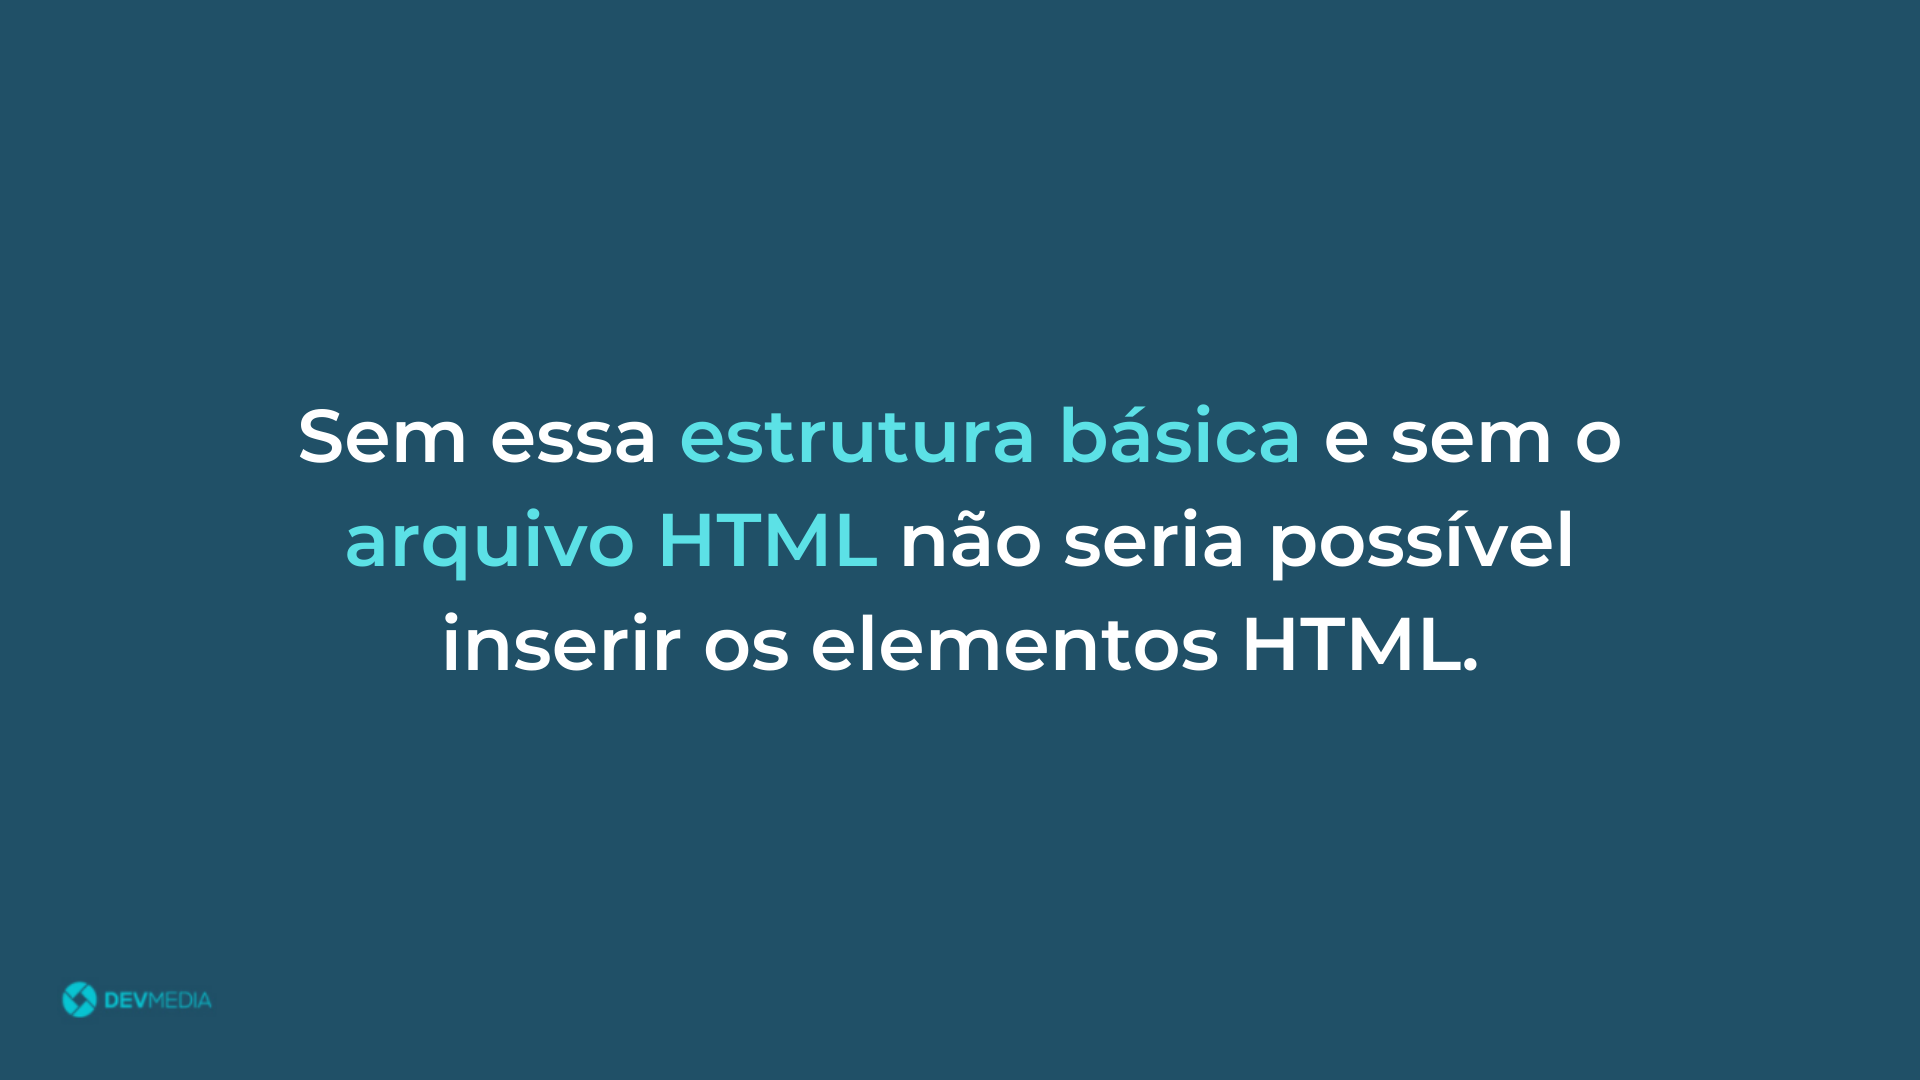 Sem essa estrutura básica e sem o
arquivo HTML não seria possível
inserir os elementos HTML.
DEVMEDIA